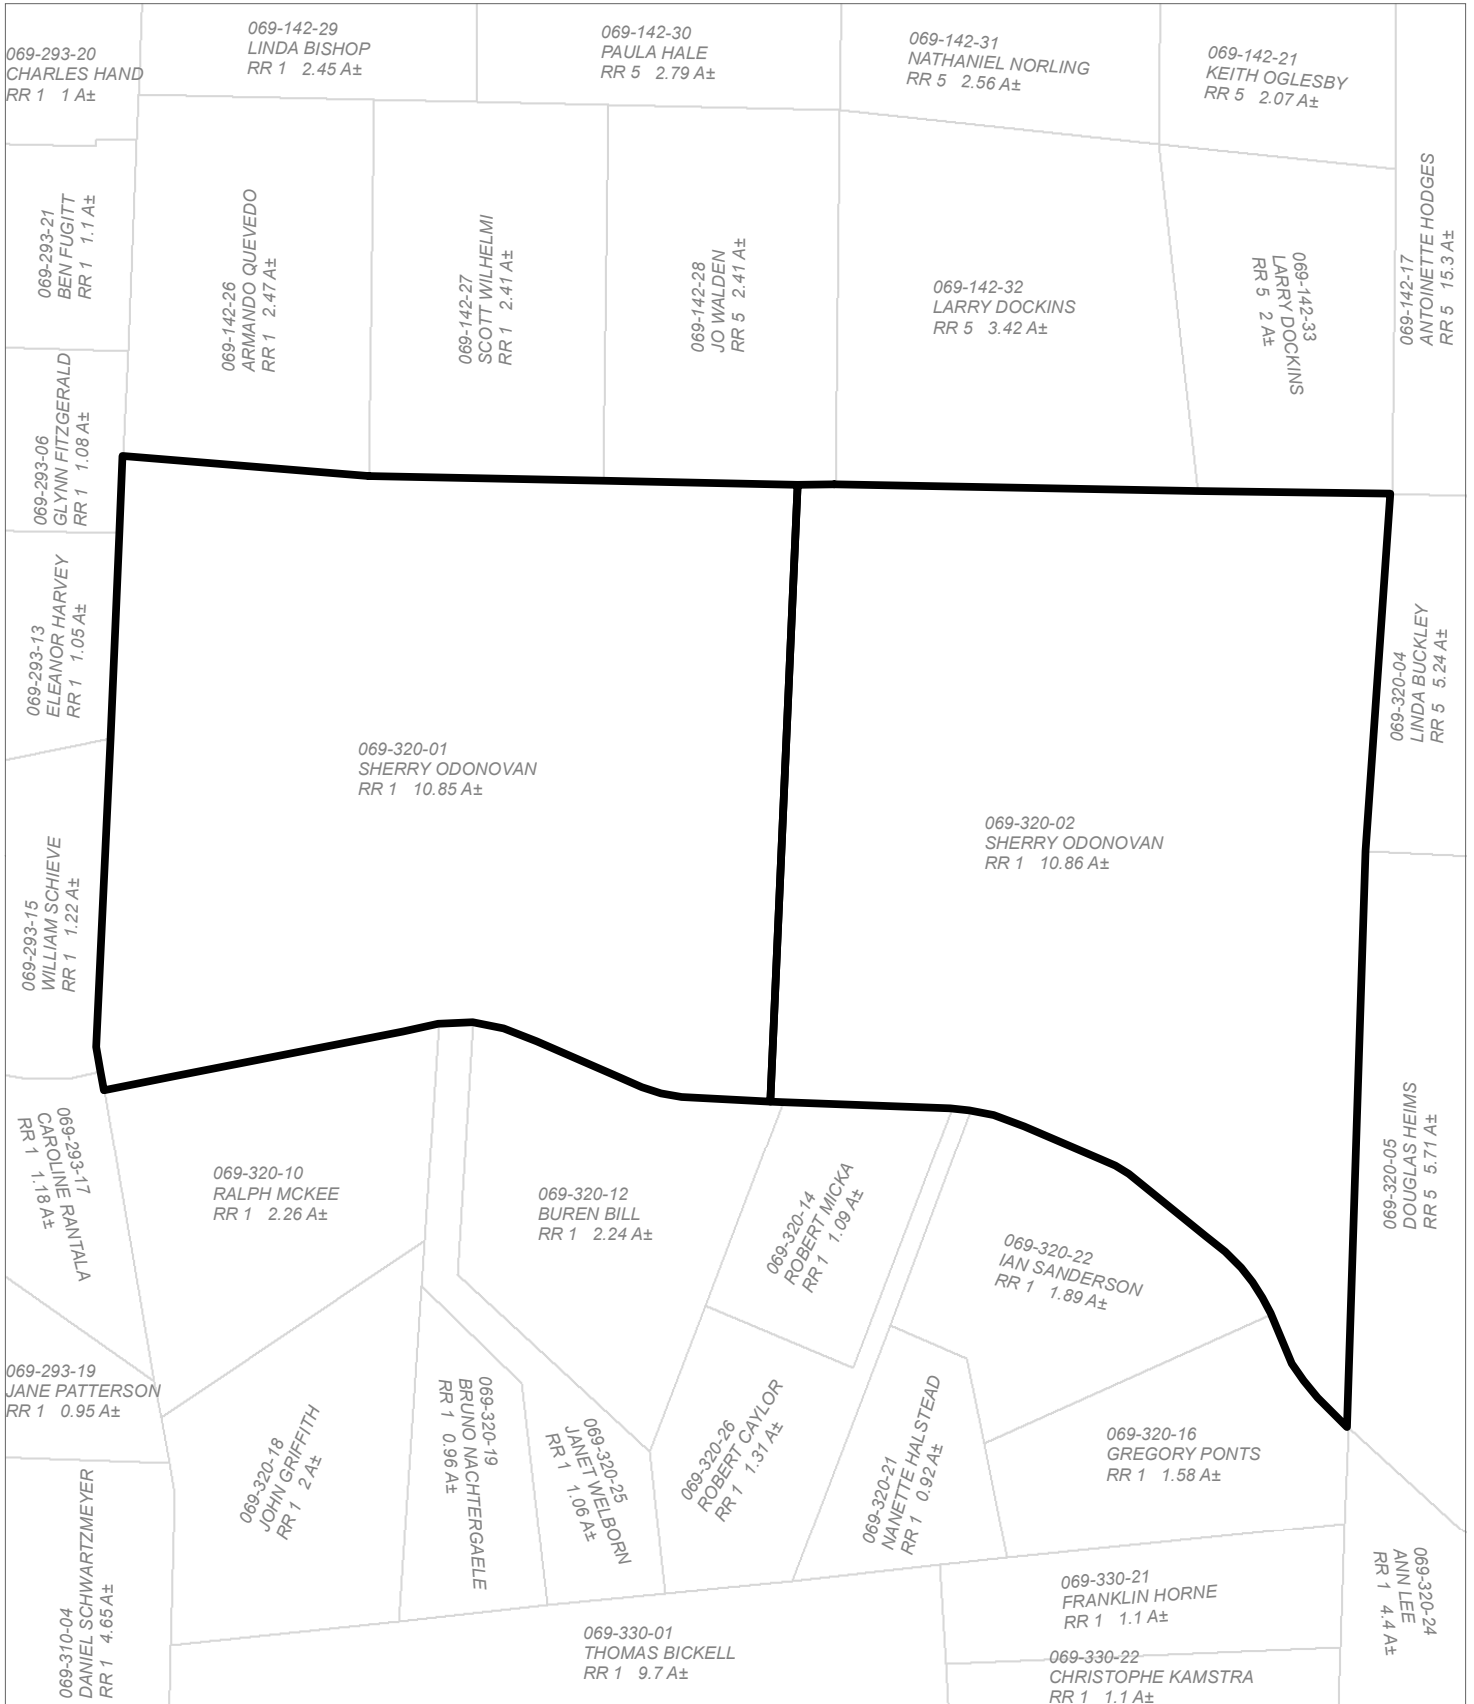 069-142-29
LINDA BISHOP
RR 1 2.45 A±
069-142-30
PAULA HALE
RR 5 2.79 A±
069-142-31
NATHANIEL NORLING
RR 5 2.56 A±
069-142-21
KEITH OGLESBY
RR 5 2.07 A±
069-293-20
CHARLES HAND
RR 1 1 A±
069-293-21
BEN FUGITT
RR 1 1.1 A±
069-142-26
ARMANDO QUEVEDO
RR 1 2.47 A±
069-142-27
SCOTT WILHELMI
RR 1 2.41 A±
069-142-28
JO WALDEN
RR 5 2.41 A±
069-142-32
LARRY DOCKINS
RR 5 3.42 A±
069-142-33
LARRY DOCKINS
RR 5 2 A±
069-142-17
ANTOINETTE HODGES
RR 5 15.3 A±
069-293-06
GLYNN FITZGERALD
RR 1 1.08 A±
069-293-13
ELEANOR HARVEY
RR 1 1.05 A±
069-320-04
LINDA BUCKLEY
RR 5 5.24 A±
069-320-01
SHERRY ODONOVAN
RR 1 10.85 A±
069-320-02
SHERRY ODONOVAN
RR 1 10.86 A±
069-293-15
WILLIAM SCHIEVE
RR 1 1.22 A±
069-293-17
CAROLINE RANTALA
RR 1 1.18 A±
069-320-10
RALPH MCKEE
RR 1 2.26 A±
069-320-12
BUREN BILL
RR 1 2.24 A±
069-320-14
ROBERT MICKA
RR 1 1.09 A±
069-320-22
IAN SANDERSON
RR 1 1.89 A±
069-320-05
DOUGLAS HEIMS
RR 5 5.71 A±
069-293-19
JANE PATTERSON
RR 1 0.95 A±
069-320-18
JOHN GRIFFITH
RR 1 2 A±
069-320-19
BRUNO NACHTERGAELE
RR 1 0.96 A±
069-320-25
JANET WELBORN
RR 1 1.06 A±
069-320-26
ROBERT CAYLOR
RR 1 1.31 A±
069-320-21
NANETTE HALSTEAD
RR 1 0.92 A±
069-320-16
GREGORY PONTS
RR 1 1.58 A±
069-310-04
DANIEL SCHWARTZMEYER
RR 1 4.65 A±
069-330-01
THOMAS BICKELL
RR 1 9.7 A±
069-330-21
FRANKLIN HORNE
RR 1 1.1 A±
069-320-24
ANN LEE
RR 1 4.4 A±
069-330-22
CHRISTOPHE KAMSTRA
RR 1 1.1 A±